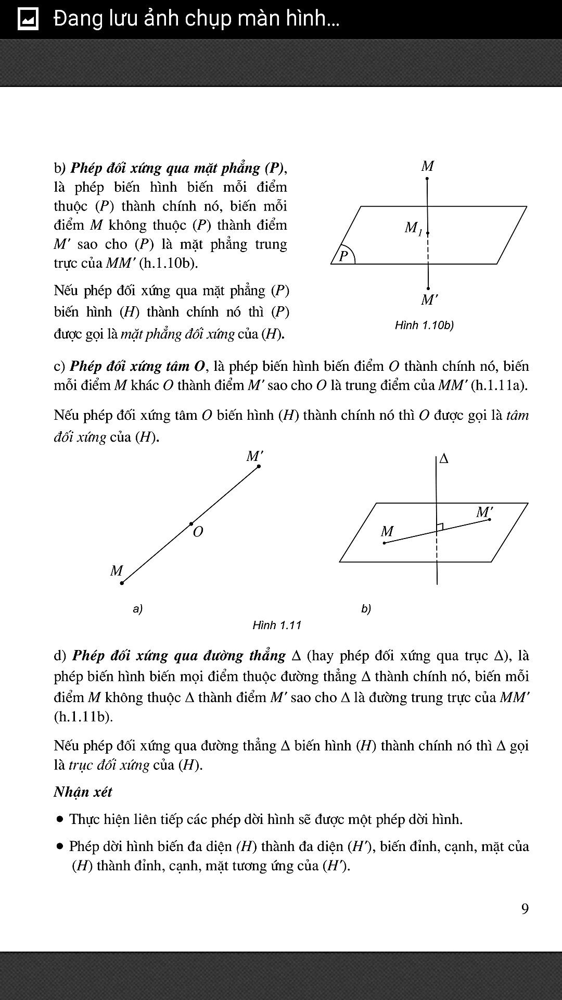 Đang lưu ảnh chụp màn hình...
b) Phép đối xứng qua mặt phẳng (P),
là phép biến hình biến mỗi điểm
thuộc (P) thành chính nó, biến mỗi
điểm M không thuộc (P) thành điểm
M' sao cho (P) là mặt phẳng trung
trực của MM' (h.1.10b).
Nếu phép đối xứng qua mặt phẳng (P)
biến hình (H) thành chính nó thì (P)
được gọi là mặt phẳng đối xứng của (H).
M
M1
P
M'
Hình 1.10b)
c) Phép đối xứng tâm O, là phép biến hình biến điểm O thành chính nó, biến
mỗi điểm M khác O thành điểm M' sao cho O là trung điểm của MM' (h.1.11a).
Nếu phép đối xứng tâm O biến hình (H) thành chính nó thì O được gọi là tâm
đối xứng của (H).
M'
O
M
a)
Δ
M'
M
b)
Hình 1.11
d) Phép đối xứng qua đường thẳng Δ (hay phép đối xứng qua trục Δ), là
phép biến hình biến mọi điểm thuộc đường thẳng Δ thành chính nó, biến mỗi
điểm M không thuộc Δ thành điểm M' sao cho Δ là đường trung trực của MM'
(h.1.11b).
Nếu phép đối xứng qua đường thẳng Δ biến hình (H) thành chính nó thì Δ gọi
là trục đối xứng của (H).
Nhận xét
• Thực hiện liên tiếp các phép dời hình sẽ được một phép dời hình.
• Phép dời hình biến đa diện (H) thành đa diện (H'), biến đỉnh, cạnh, mặt của
(H) thành đỉnh, cạnh, mặt tương ứng của (H').
9